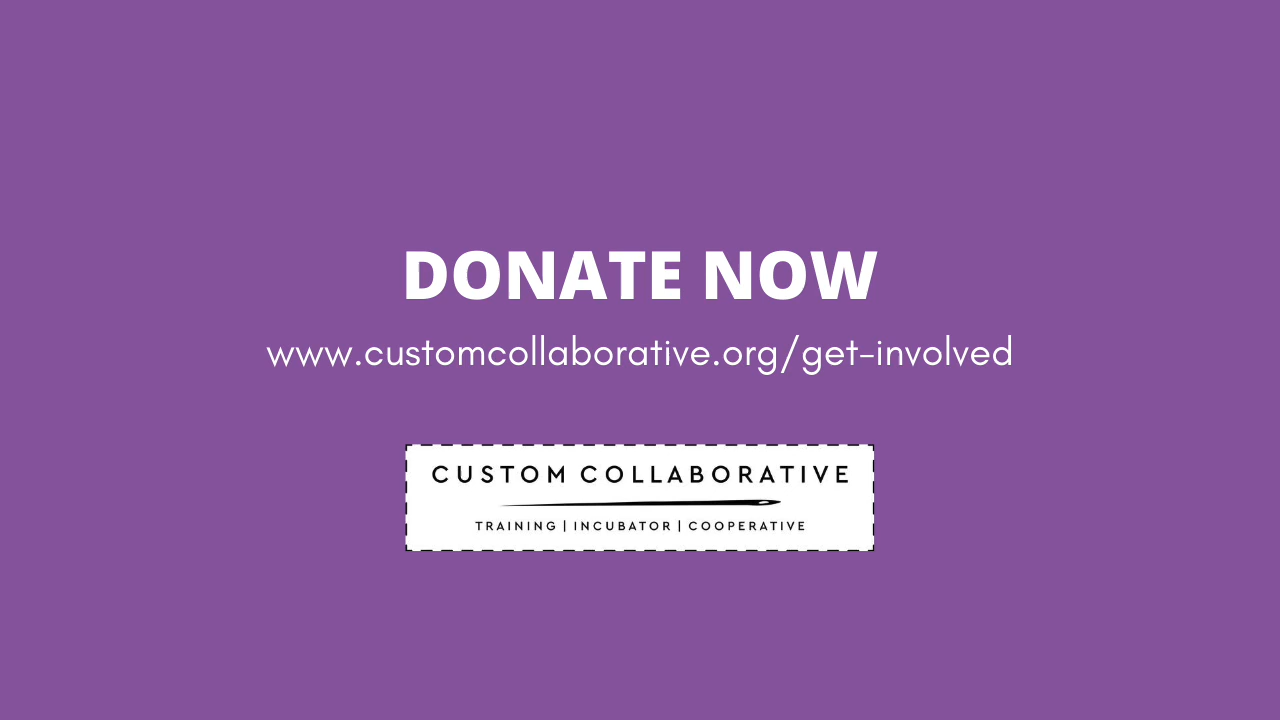 DONATE NOW
www.customcollaborative.org/get-involved
CUSTOM COLLABORATIVE
TRAINING | INCUBATOR | COOPERATIVE